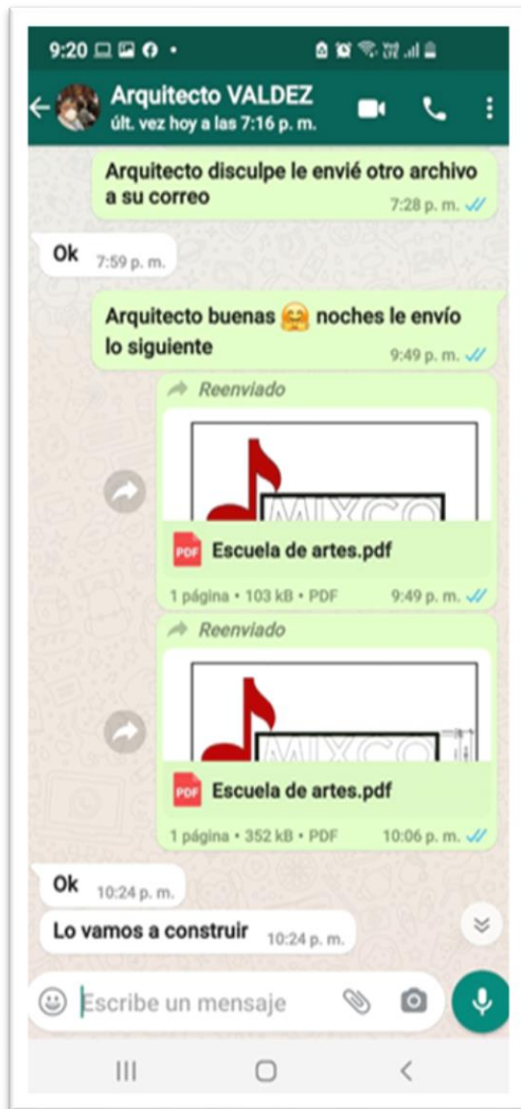 9:20
Arquitecto VALDEZ
últ. vez hoy a las 7:16 p. m.
Arquitecto disculpe le envié otro archivo
a su correo
7:28 p. m.
Ok 7:59 p. m.
Arquitecto buenas 🤗 noches le envío
lo siguiente
9:49 p. m.
Reenviado
MIXCO
PDF Escuela de artes.pdf
1 página • 103 kB • PDF 9:49 p. m.
Reenviado
MIXCO
PDF Escuela de artes.pdf
1 página • 352 kB • PDF 10:06 p. m.
Ok 10:24 p. m.
Lo vamos a construir 10:24 p. m.
Escribe un mensaje